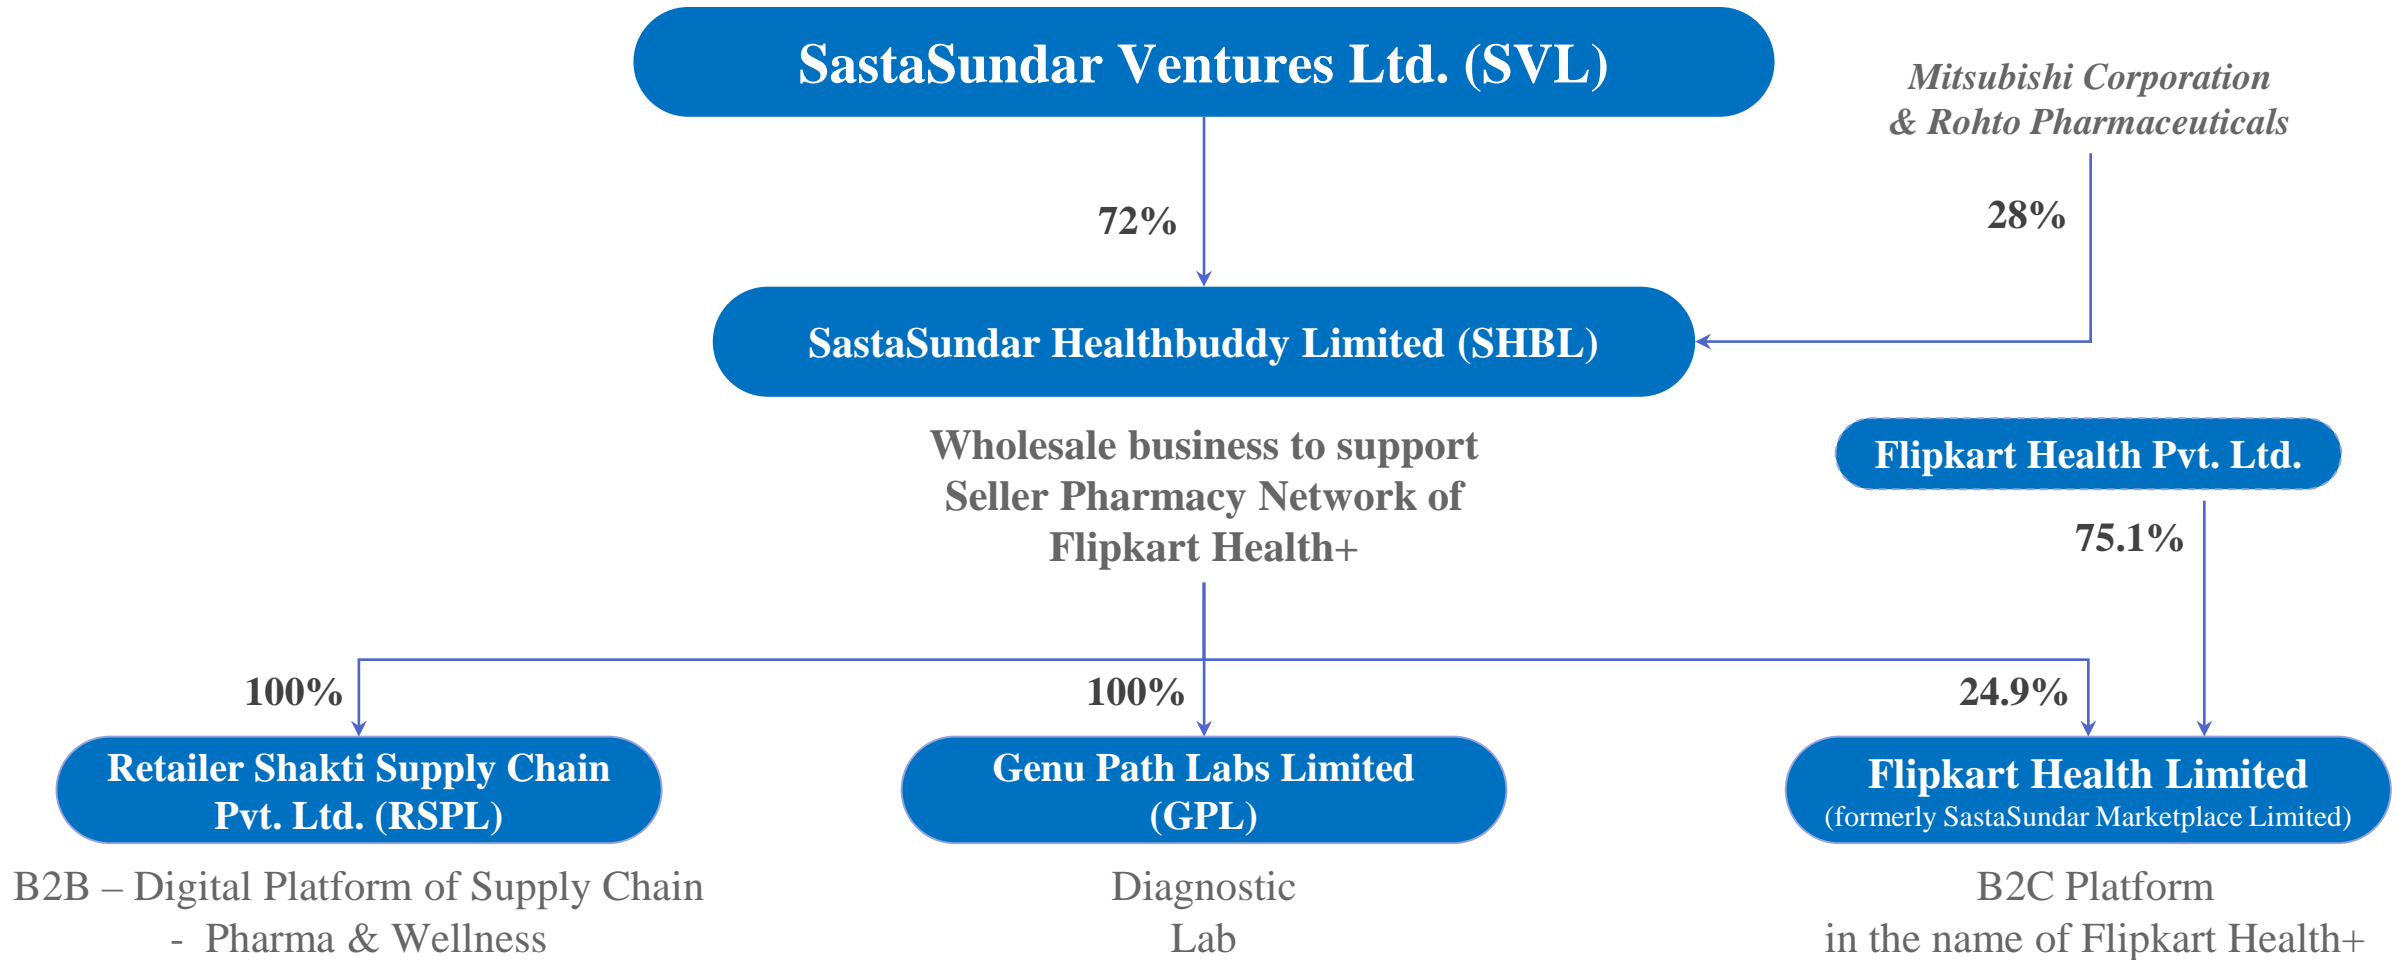 SastaSundar Ventures Ltd. (SVL)
Mitsubishi Corporation
& Rohto Pharmaceuticals
72%
28%
SastaSundar Healthbuddy Limited (SHBL)
Wholesale business to support
Seller Pharmacy Network of
Flipkart Health+
Flipkart Health Pvt. Ltd.
75.1%
100%
100%
24.9%
Retailer Shakti Supply Chain
Pvt. Ltd. (RSPL)
Genu Path Labs Limited
(GPL)
Flipkart Health Limited
(formerly SastaSundar Marketplace Limited)
B2B – Digital Platform of Supply Chain
- Pharma & Wellness
Diagnostic
Lab
B2C Platform
in the name of Flipkart Health+